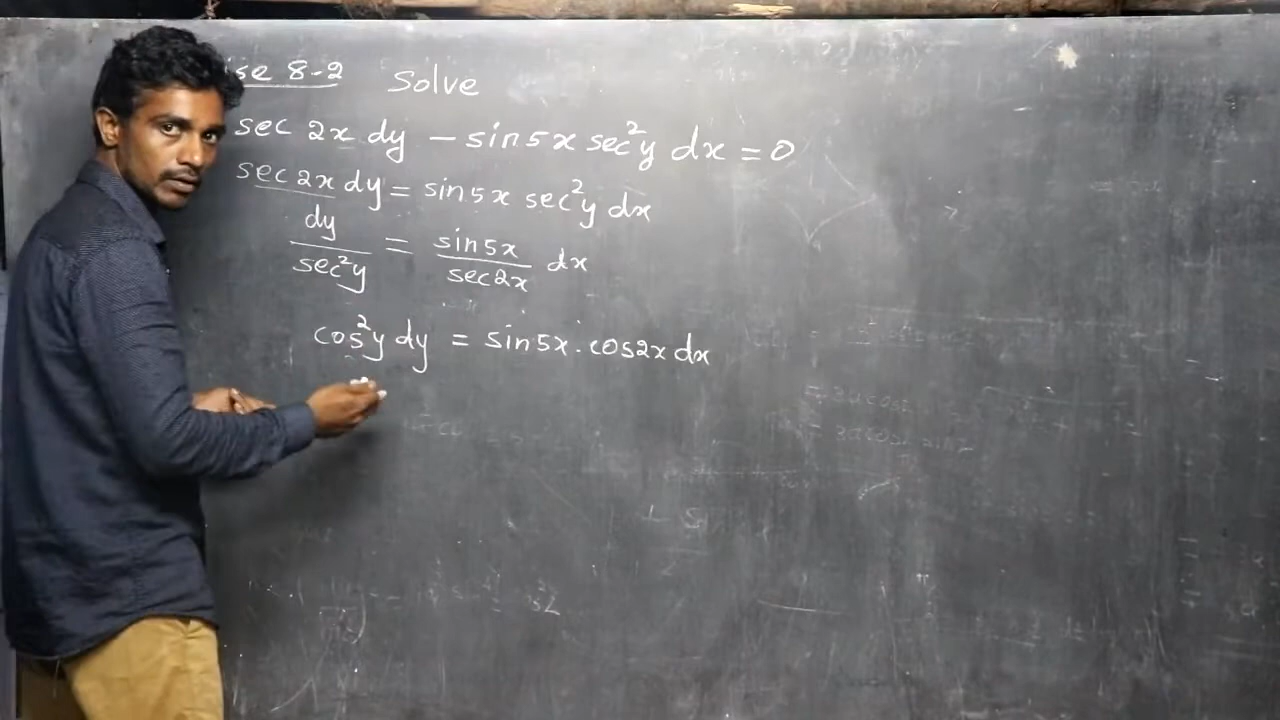 ise 8-2 Solve
sec 2x dy - sin5x sec²y dx = 0
sec 2x dy = sin5x sec²y dx
dy/sec²y = sin5x/sec2x dx
cos²y dy = sin5x . cos2x dx